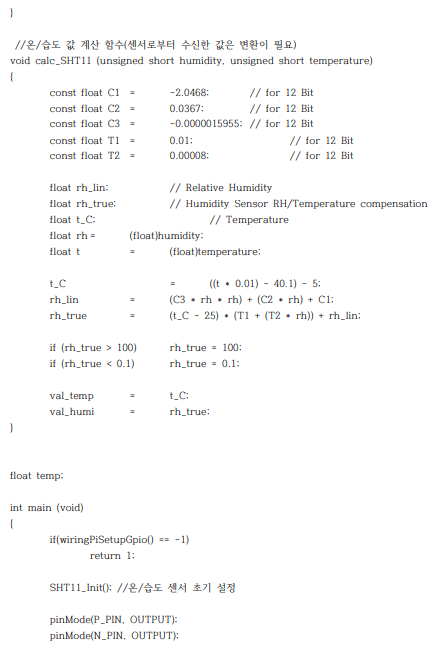 }
//온/습도 값 계산 함수(센서로부터 수신한 값은 변환이 필요)
void calc_SHT11 (unsigned short humidity, unsigned short temperature)
{
const float C1 = -2.0468; // for 12 Bit
const float C2 = 0.0367; // for 12 Bit
const float C3 = -0.0000015955; // for 12 Bit
const float T1 = 0.01; // for 12 Bit
const float T2 = 0.00008; // for 12 Bit
float rh_lin; // Relative Humidity
float rh_true; // Humidity Sensor RH/Temperature compensation
float t_C; // Temperature
float rh = (float)humidity;
float t = (float)temperature;
t_C = ((t * 0.01) - 40.1) - 5;
rh_lin = (C3 * rh * rh) + (C2 * rh) + C1;
rh_true = (t_C - 25) * (T1 + (T2 * rh)) + rh_lin;
if (rh_true > 100) rh_true = 100;
if (rh_true < 0.1) rh_true = 0.1;
val_temp = t_C;
val_humi = rh_true;
}
float temp;
int main (void)
{
if(wiringPiSetupGpio() == -1)
return 1;
SHT11_Init(); //온/습도 센서 초기 설정
pinMode(P_PIN, OUTPUT);
pinMode(N_PIN, OUTPUT);